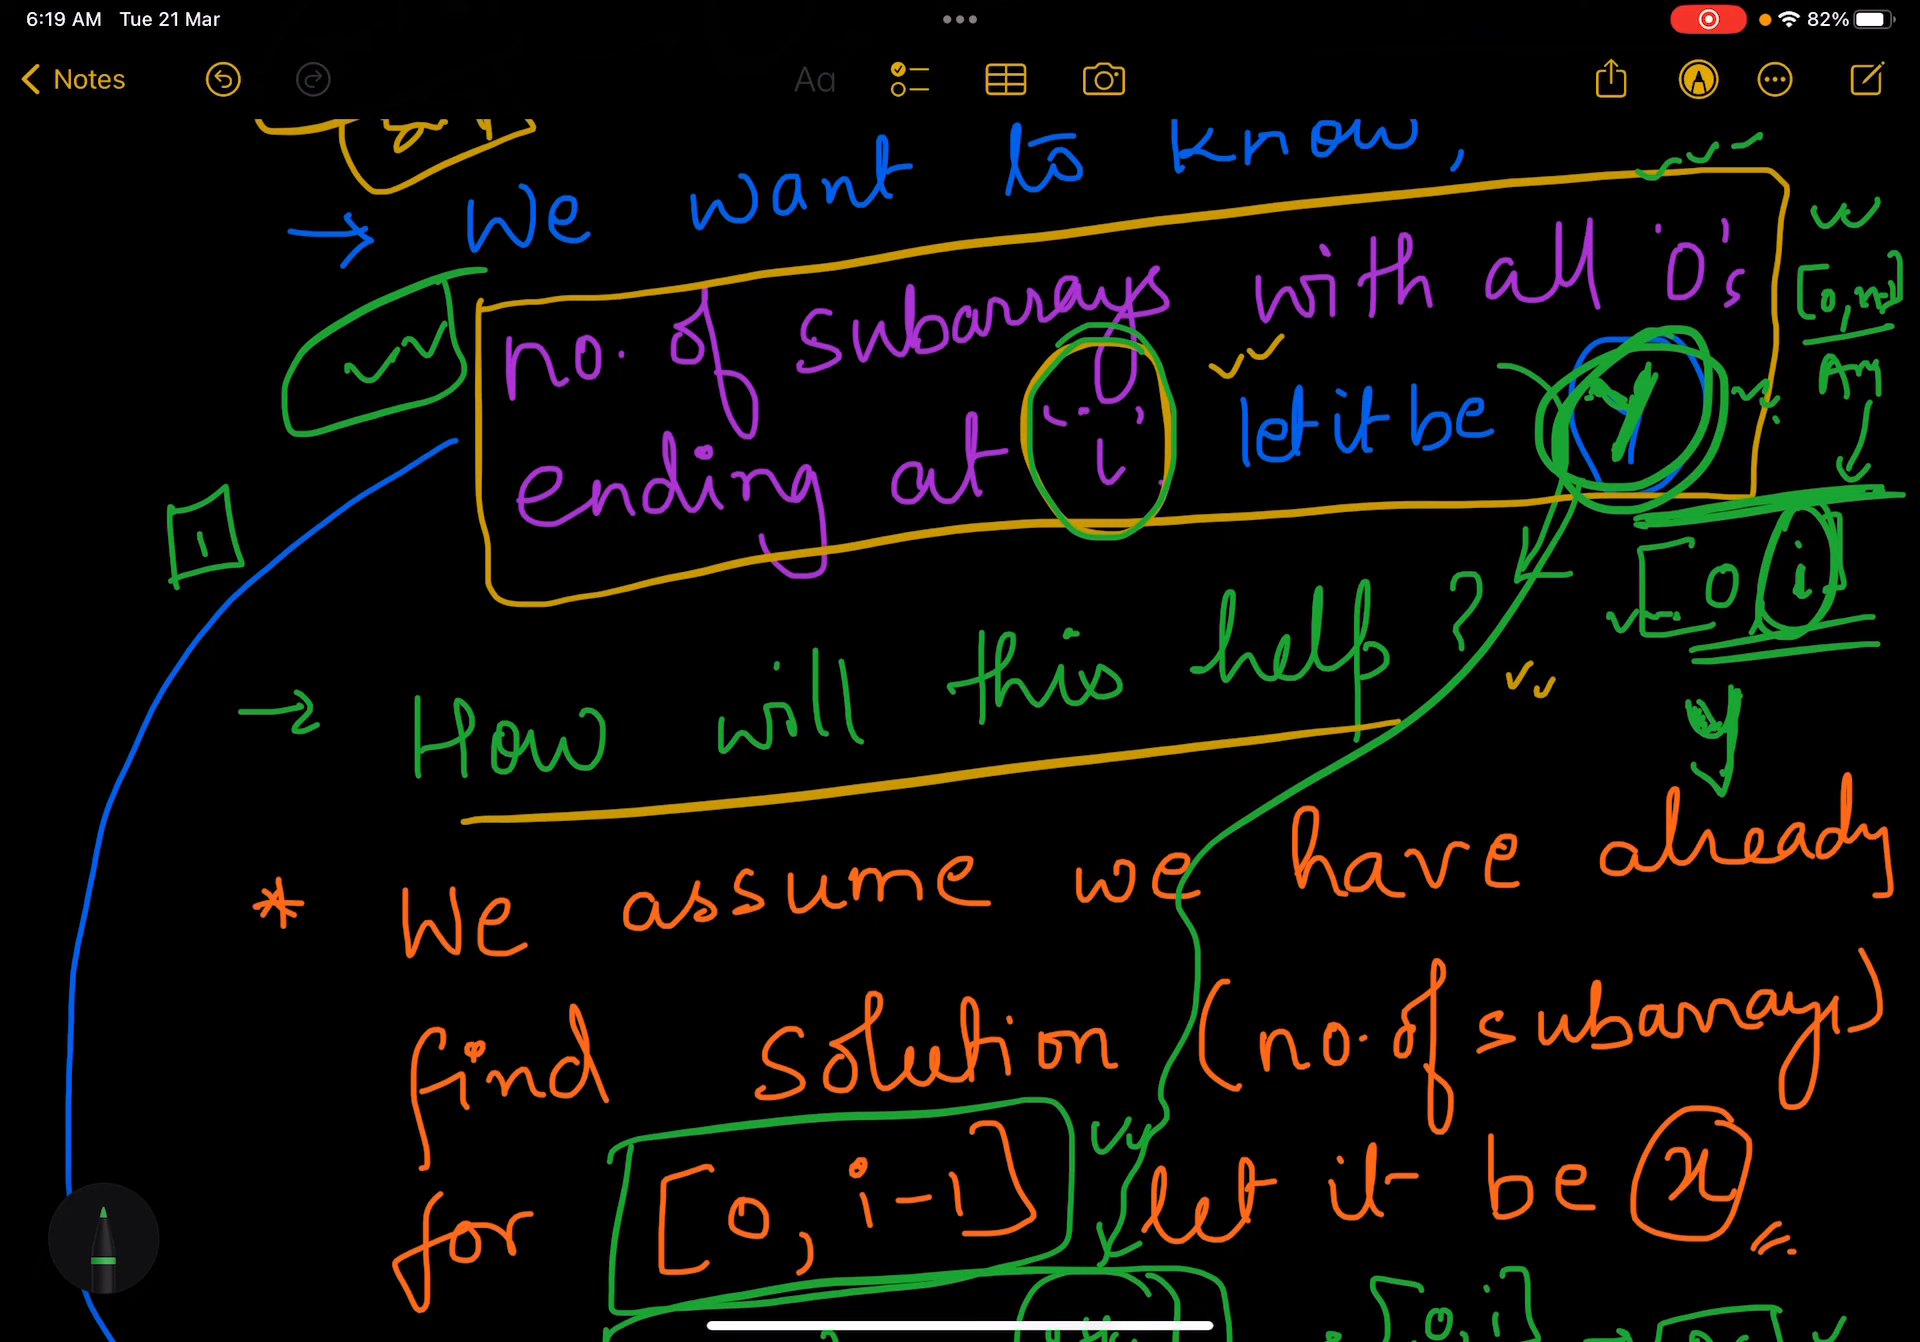 6:19 AM Tue 21 Mar
82%
Notes
Aa
→ We want to know,
no. of subarrays with all '0's
ending at 'i' let it be Y
[0, n-1]
Ans
1
[0 i]
→ How will this help ?
Y
* We assume we have already
find solution (no. of subarrays)
for [0, i-1] let it be x
[0, i]